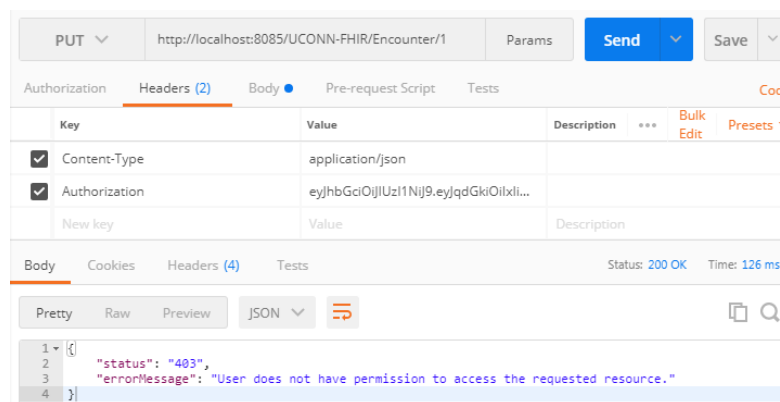 PUT http://localhost:8085/UCONN-FHIR/Encounter/1 Params Send Save
Authorization Headers (2) Body Pre-request Script Tests Coo
Key Value Description Bulk Edit Presets
Content-Type application/json
Authorization eyJhbGciOiJIUzI1NiJ9.eyJqdGkiOiIxIi...
New key Value Description
Body Cookies Headers (4) Tests Status: 200 OK Time: 126 ms
Pretty Raw Preview JSON
1 {
2 "status": "403",
3 "errorMessage": "User does not have permission to access the requested resource."
4 }